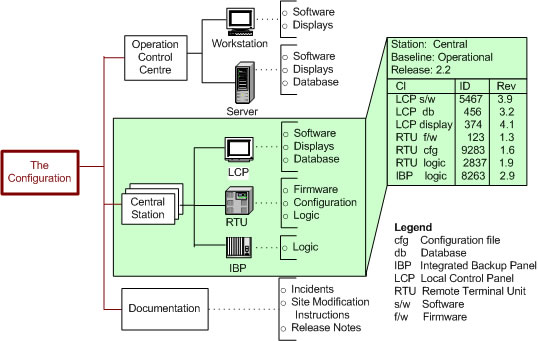 The
Configuration
Operation
Control
Centre
Workstation
Software
Displays
Server
Software
Displays
Database
Central
Station
LCP
Software
Displays
Database
RTU
Firmware
Configuration
Logic
IBP
Logic
Documentation
Incidents
Site Modification
Instructions
Release Notes
Station: Central
Baseline: Operational
Release: 2.2
CI ID Rev
LCP s/w 5467 3.9
LCP db 456 3.2
LCP display 374 4.1
RTU f/w 123 1.3
RTU cfg 9283 1.6
RTU logic 2837 1.9
IBP logic 8263 2.9
Legend
cfg Configuration file
db Database
IBP Integrated Backup Panel
LCP Local Control Panel
RTU Remote Terminal Unit
s/w Software
f/w Firmware